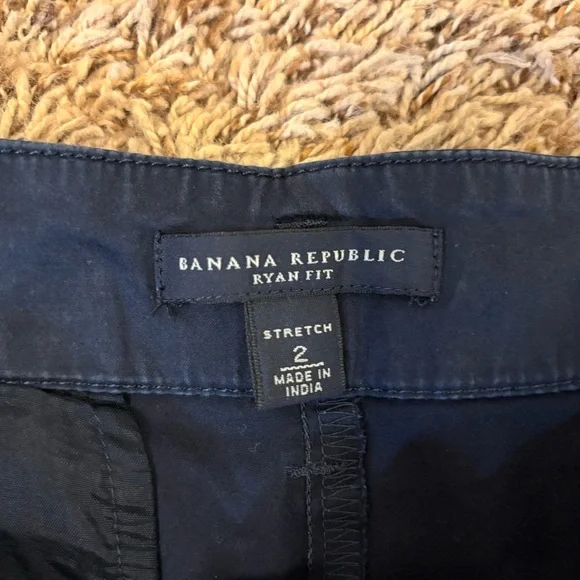 BANANA REPUBLIC
RYAN FIT
STRETCH
2
MADE IN
INDIA